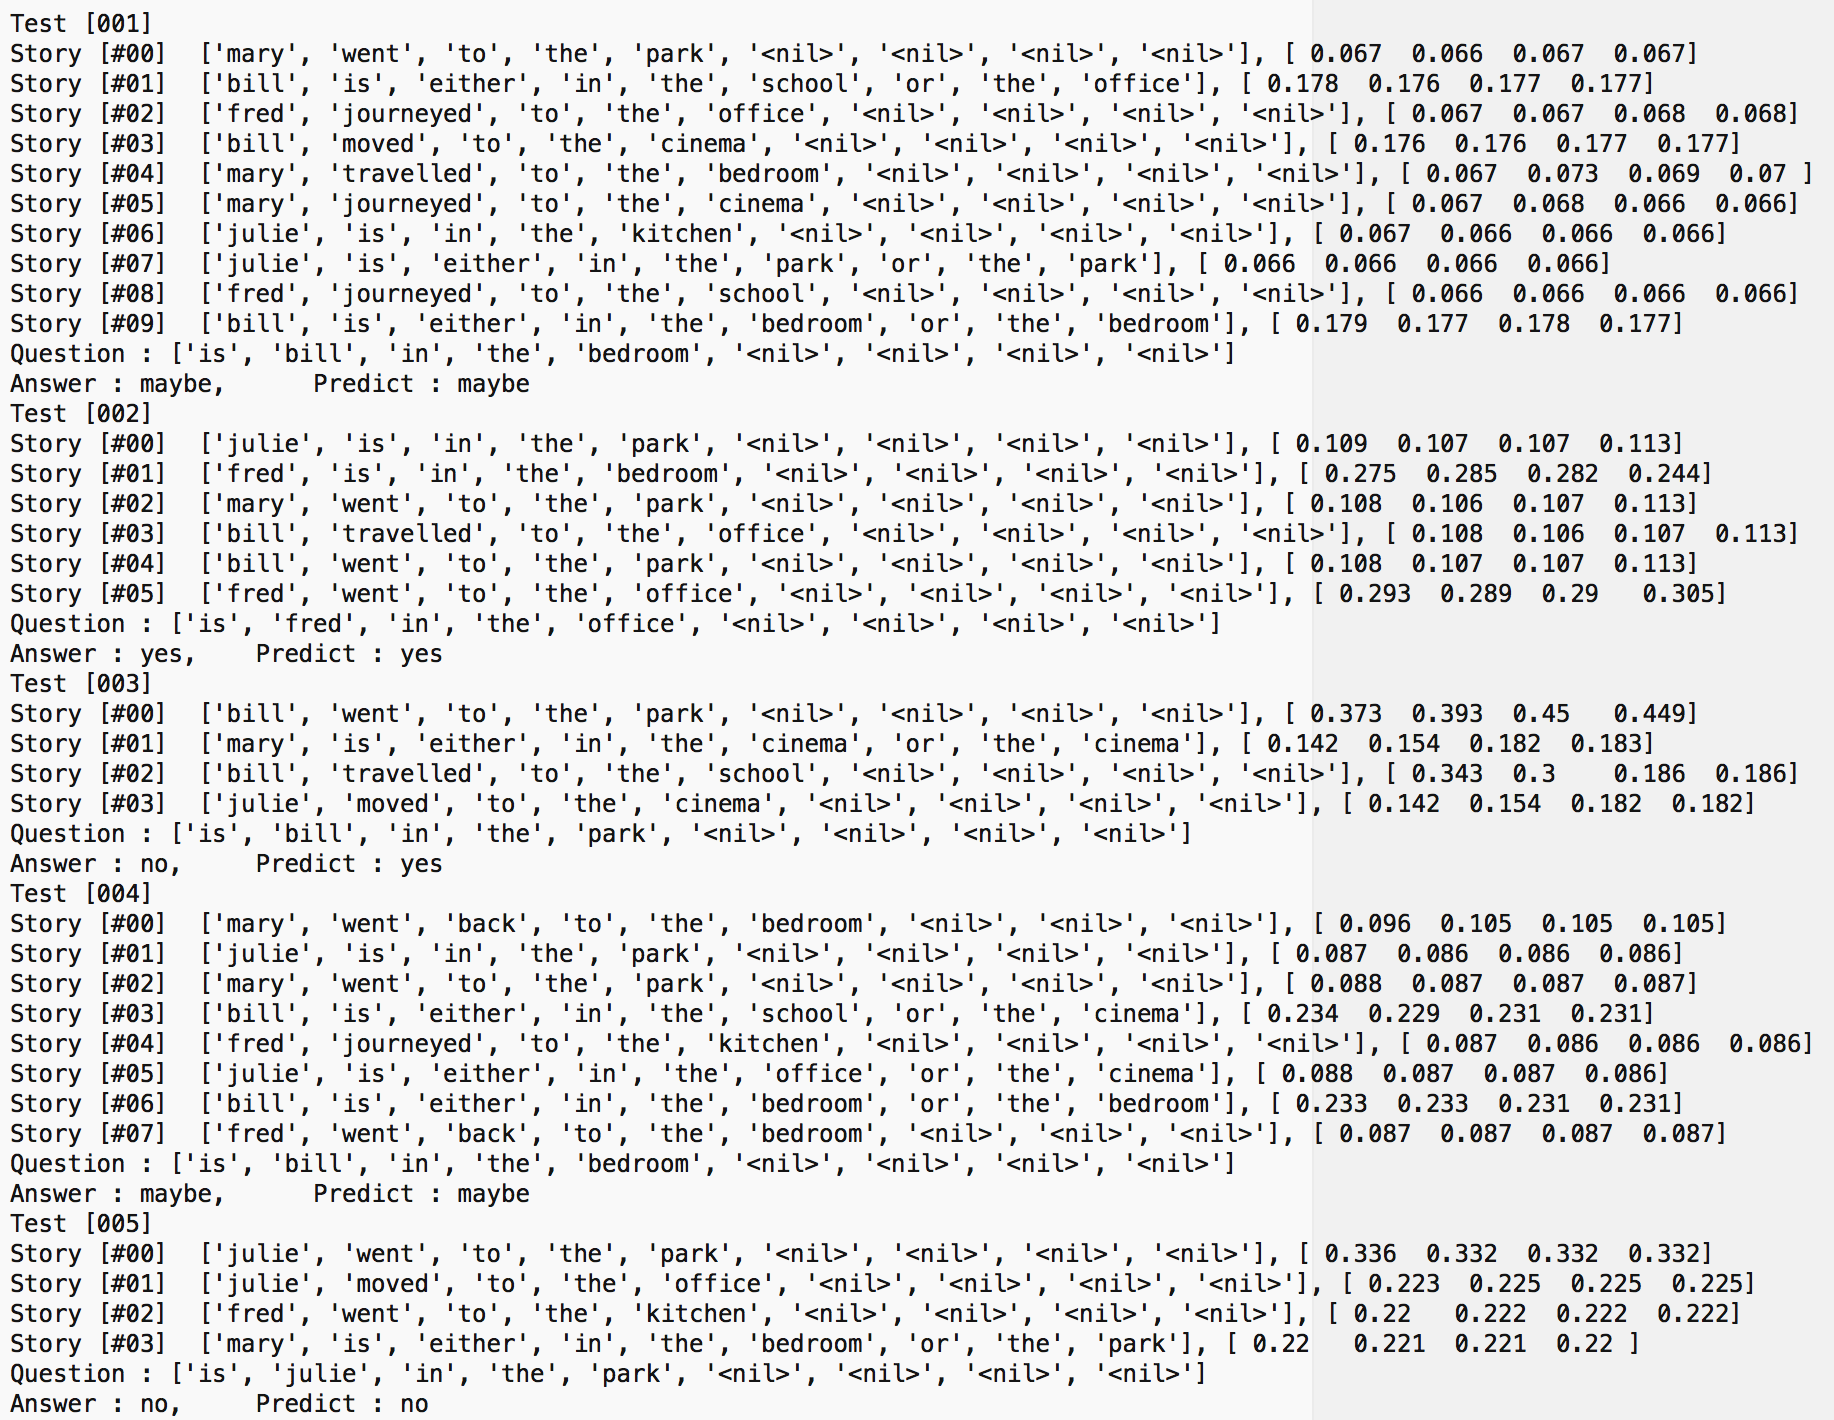 Test [001]
Story [#00]  ['mary', 'went', 'to', 'the', 'park', '<nil>', '<nil>', '<nil>', '<nil>'], [ 0.067  0.066  0.067  0.067]
Story [#01]  ['bill', 'is', 'either', 'in', 'the', 'school', 'or', 'the', 'office'], [ 0.178  0.176  0.177  0.177]
Story [#02]  ['fred', 'journeyed', 'to', 'the', 'office', '<nil>', '<nil>', '<nil>', '<nil>'], [ 0.067  0.067  0.068  0.068]
Story [#03]  ['bill', 'moved', 'to', 'the', 'cinema', '<nil>', '<nil>', '<nil>', '<nil>'], [ 0.176  0.176  0.177  0.177]
Story [#04]  ['mary', 'travelled', 'to', 'the', 'bedroom', '<nil>', '<nil>', '<nil>', '<nil>'], [ 0.067  0.073  0.069  0.07 ]
Story [#05]  ['mary', 'journeyed', 'to', 'the', 'cinema', '<nil>', '<nil>', '<nil>', '<nil>'], [ 0.067  0.068  0.066  0.066]
Story [#06]  ['julie', 'is', 'in', 'the', 'kitchen', '<nil>', '<nil>', '<nil>', '<nil>'], [ 0.067  0.066  0.066  0.066]
Story [#07]  ['julie', 'is', 'either', 'in', 'the', 'park', 'or', 'the', 'park'], [ 0.066  0.066  0.066  0.066]
Story [#08]  ['fred', 'journeyed', 'to', 'the', 'school', '<nil>', '<nil>', '<nil>', '<nil>'], [ 0.066  0.066  0.066  0.066]
Story [#09]  ['bill', 'is', 'either', 'in', 'the', 'bedroom', 'or', 'the', 'bedroom'], [ 0.179  0.177  0.178  0.177]
Question : ['is', 'bill', 'in', 'the', 'bedroom', '<nil>', '<nil>', '<nil>', '<nil>']
Answer : maybe,      Predict : maybe
Test [002]
Story [#00]  ['julie', 'is', 'in', 'the', 'park', '<nil>', '<nil>', '<nil>', '<nil>'], [ 0.109  0.107  0.107  0.113]
Story [#01]  ['fred', 'is', 'in', 'the', 'bedroom', '<nil>', '<nil>', '<nil>', '<nil>'], [ 0.275  0.285  0.282  0.244]
Story [#02]  ['mary', 'went', 'to', 'the', 'park', '<nil>', '<nil>', '<nil>', '<nil>'], [ 0.108  0.106  0.107  0.113]
Story [#03]  ['bill', 'travelled', 'to', 'the', 'office', '<nil>', '<nil>', '<nil>', '<nil>'], [ 0.108  0.106  0.107  0.113]
Story [#04]  ['bill', 'went', 'to', 'the', 'park', '<nil>', '<nil>', '<nil>', '<nil>'], [ 0.108  0.107  0.107  0.113]
Story [#05]  ['fred', 'went', 'to', 'the', 'office', '<nil>', '<nil>', '<nil>', '<nil>'], [ 0.293  0.289  0.29   0.305]
Question : ['is', 'fred', 'in', 'the', 'office', '<nil>', '<nil>', '<nil>', '<nil>']
Answer : yes,    Predict : yes
Test [003]
Story [#00]  ['bill', 'went', 'to', 'the', 'park', '<nil>', '<nil>', '<nil>', '<nil>'], [ 0.373  0.393  0.45   0.449]
Story [#01]  ['mary', 'is', 'either', 'in', 'the', 'cinema', 'or', 'the', 'cinema'], [ 0.142  0.154  0.182  0.183]
Story [#02]  ['bill', 'travelled', 'to', 'the', 'school', '<nil>', '<nil>', '<nil>', '<nil>'], [ 0.343  0.3    0.186  0.186]
Story [#03]  ['julie', 'moved', 'to', 'the', 'cinema', '<nil>', '<nil>', '<nil>', '<nil>'], [ 0.142  0.154  0.182  0.182]
Question : ['is', 'bill', 'in', 'the', 'park', '<nil>', '<nil>', '<nil>', '<nil>']
Answer : no,     Predict : yes
Test [004]
Story [#00]  ['mary', 'went', 'back', 'to', 'the', 'bedroom', '<nil>', '<nil>', '<nil>'], [ 0.096  0.105  0.105  0.105]
Story [#01]  ['julie', 'is', 'in', 'the', 'park', '<nil>', '<nil>', '<nil>', '<nil>'], [ 0.087  0.086  0.086  0.086]
Story [#02]  ['mary', 'went', 'to', 'the', 'park', '<nil>', '<nil>', '<nil>', '<nil>'], [ 0.088  0.087  0.087  0.087]
Story [#03]  ['bill', 'is', 'either', 'in', 'the', 'school', 'or', 'the', 'cinema'], [ 0.234  0.229  0.231  0.231]
Story [#04]  ['fred', 'journeyed', 'to', 'the', 'kitchen', '<nil>', '<nil>', '<nil>', '<nil>'], [ 0.087  0.086  0.086  0.086]
Story [#05]  ['julie', 'is', 'either', 'in', 'the', 'office', 'or', 'the', 'cinema'], [ 0.088  0.087  0.087  0.086]
Story [#06]  ['bill', 'is', 'either', 'in', 'the', 'bedroom', 'or', 'the', 'bedroom'], [ 0.233  0.233  0.231  0.231]
Story [#07]  ['fred', 'went', 'back', 'to', 'the', 'bedroom', '<nil>', '<nil>', '<nil>'], [ 0.087  0.087  0.087  0.087]
Question : ['is', 'bill', 'in', 'the', 'bedroom', '<nil>', '<nil>', '<nil>', '<nil>']
Answer : maybe,      Predict : maybe
Test [005]
Story [#00]  ['julie', 'went', 'to', 'the', 'park', '<nil>', '<nil>', '<nil>', '<nil>'], [ 0.336  0.332  0.332  0.332]
Story [#01]  ['julie', 'moved', 'to', 'the', 'office', '<nil>', '<nil>', '<nil>', '<nil>'], [ 0.223  0.225  0.225  0.225]
Story [#02]  ['fred', 'went', 'to', 'the', 'kitchen', '<nil>', '<nil>', '<nil>', '<nil>'], [ 0.22   0.222  0.222  0.222]
Story [#03]  ['mary', 'is', 'either', 'in', 'the', 'bedroom', 'or', 'the', 'park'], [ 0.22   0.221  0.221  0.22 ]
Question : ['is', 'julie', 'in', 'the', 'park', '<nil>', '<nil>', '<nil>', '<nil>']
Answer : no,     Predict : no